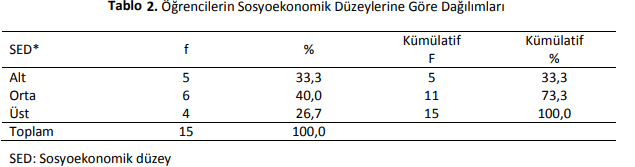 Tablo 2. Öğrencilerin Sosyoekonomik Düzeylerine Göre Dağılımları
SED* f % Kümülatif F Kümülatif %
Alt 5 33,3 5 33,3
Orta 6 40,0 11 73,3
Üst 4 26,7 15 100,0
Toplam 15 100,0
SED: Sosyoekonomik düzey